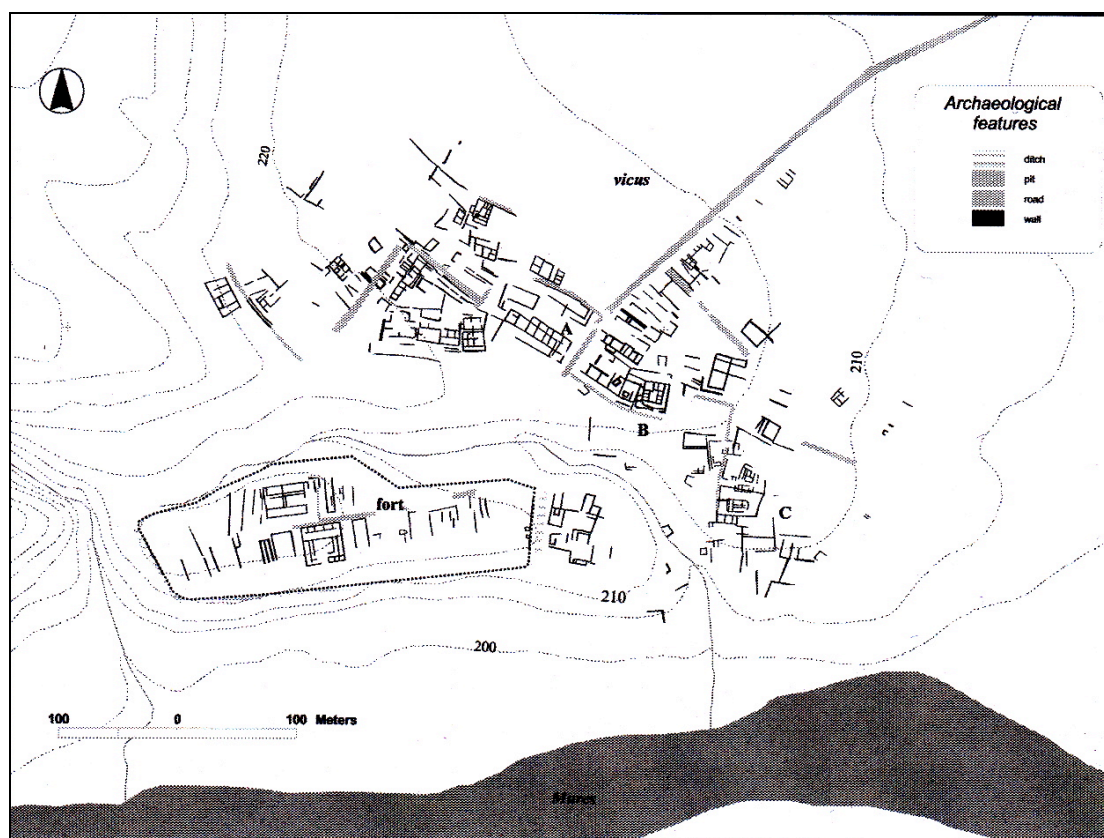 Archaeological
features
ditch
pit
road
wall
220
vicus
A
210
B
fort
C
210
200
100 0 100 Meters
Mures